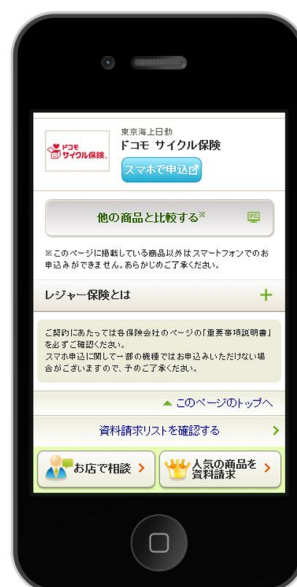 ドコモ
サイクル保険
東京海上日動
ドコモ サイクル保険
スマホで申込
他の商品と比較する※
PC
※このページに掲載している商品以外はスマートフォンでのお
申込みができません。あらかじめご了承ください。
レジャー保険とは
＋
ご契約にあたっては各保険会社のページの「重要事項説明書」
を必ずご確認ください。
スマホ申込に関して一部の機種ではお申込みいただけない場
合がございますので、予めご了承ください。
このページのトップへ
資料請求リストを確認する
お店で相談
人気の商品を
資料請求